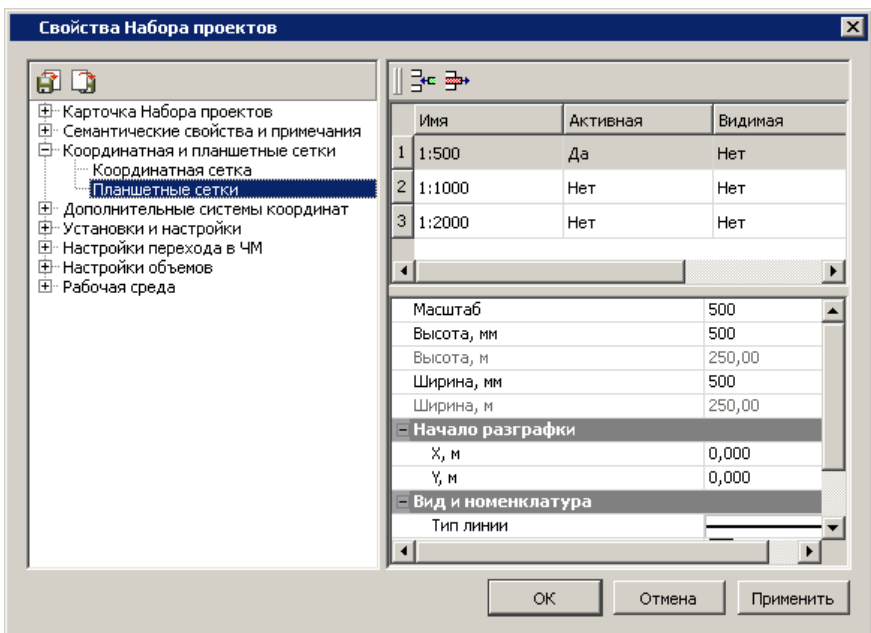 Свойства Набора проектов
Карточка Набора проектов
Семантические свойства и примечания
Координатная и планшетные сетки
Координатная сетка
Планшетные сетки
Дополнительные системы координат
Установки и настройки
Настройки перехода в ЧМ
Настройки объемов
Рабочая среда
Имя Активная Видимая
1 1:500 Да Нет
2 1:1000 Нет Нет
3 1:2000 Нет Нет
Масштаб 500
Высота, мм 500
Высота, м 250,00
Ширина, мм 500
Ширина, м 250,00
Начало разграфки
X, м 0,000
Y, м 0,000
Вид и номенклатура
Тип линии
ОК Отмена Применить